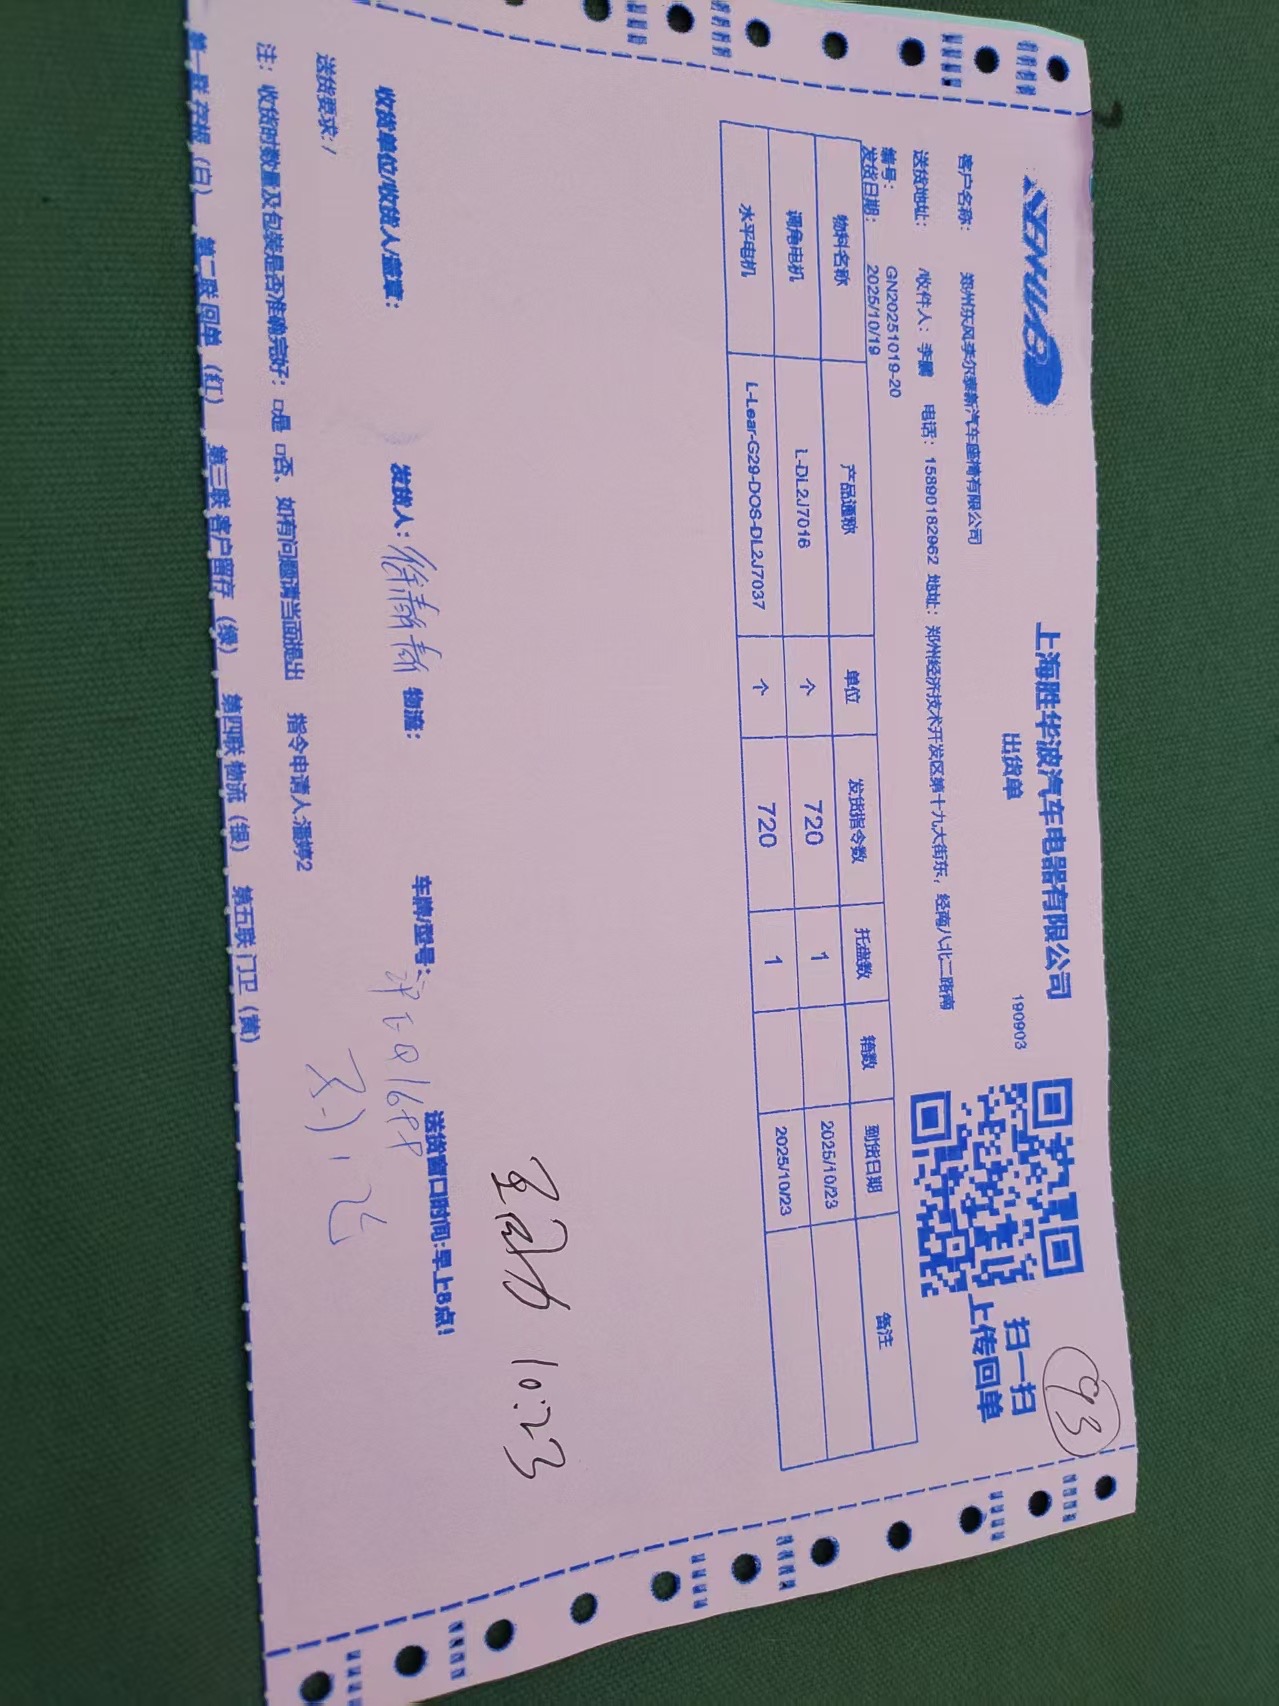 SENWAB
上海胜华波汽车电器有限公司
出货单
190903
扫一扫
上传回单
93
客户名称: 郑州东风李尔泰新汽车座椅有限公司
送货地址: /收件人: 李鹏 电话: 15890182962 地址: 郑州经济技术开发区第十九大街东, 经南八北二路南
编号: GN20251019-20
发货日期: 2025/10/19
物料名称 产品通称 单位 发货指令数 托盘数 箱数 到货日期 备注
调角电机 L-DL2J7016 个 720 1 2025/10/23
水平电机 L-Lear-G29-DOS-DL2J7037 个 720 1 2025/10/23
10.23
收货单位/收货人/盖章: 发货人: 物流: 车牌/型号: 送货窗口时间:早上8点!
送货要求: /
注: 收货时数量及包装是否准确完好: □是 □否、如有问题请当面提出 指令申请人:潘婷2
第一联 存根 (白) 第二联 回单 (红) 第三联 客户留存 (绿) 第四联 物流 (银) 第五联 门卫 (黄)